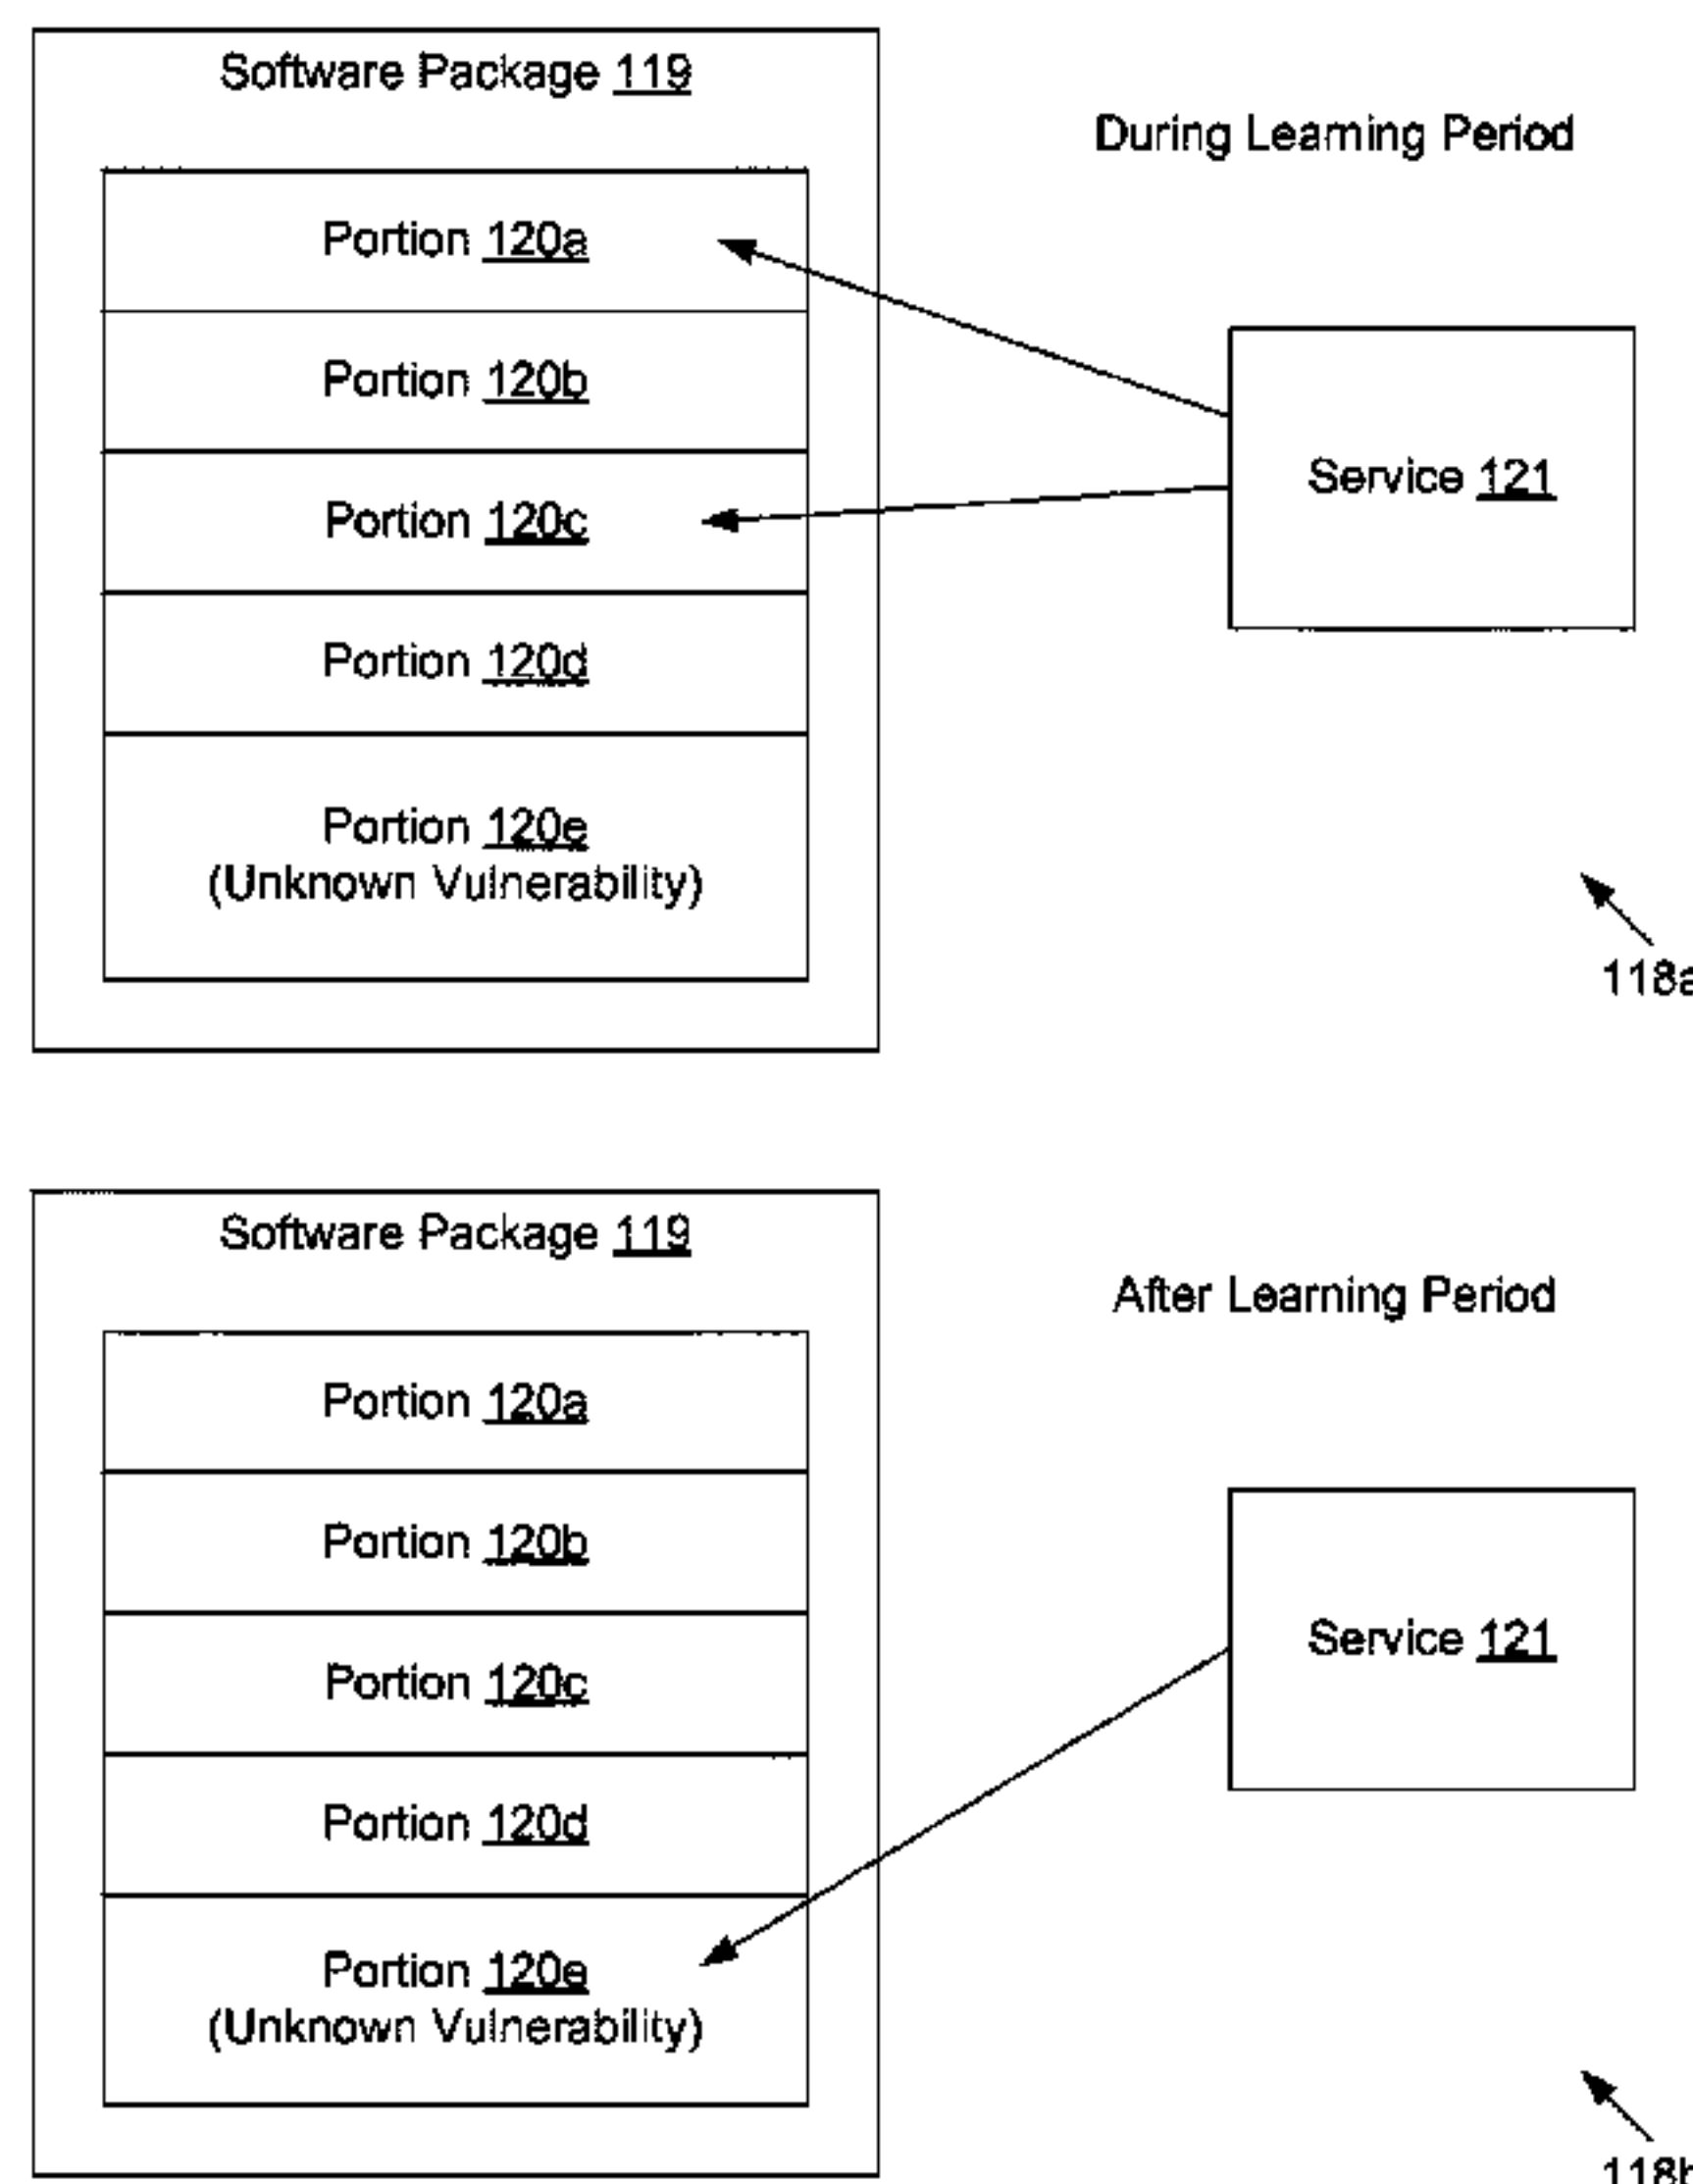 Software Package 119
During Learning Period
Portion 120a
Portion 120b
Portion 120c
Portion 120d
Portion 120e
(Unknown Vulnerability)
Service 121
118a
Software Package 119
After Learning Period
Portion 120a
Portion 120b
Portion 120c
Portion 120d
Portion 120e
(Unknown Vulnerability)
Service 121
118b